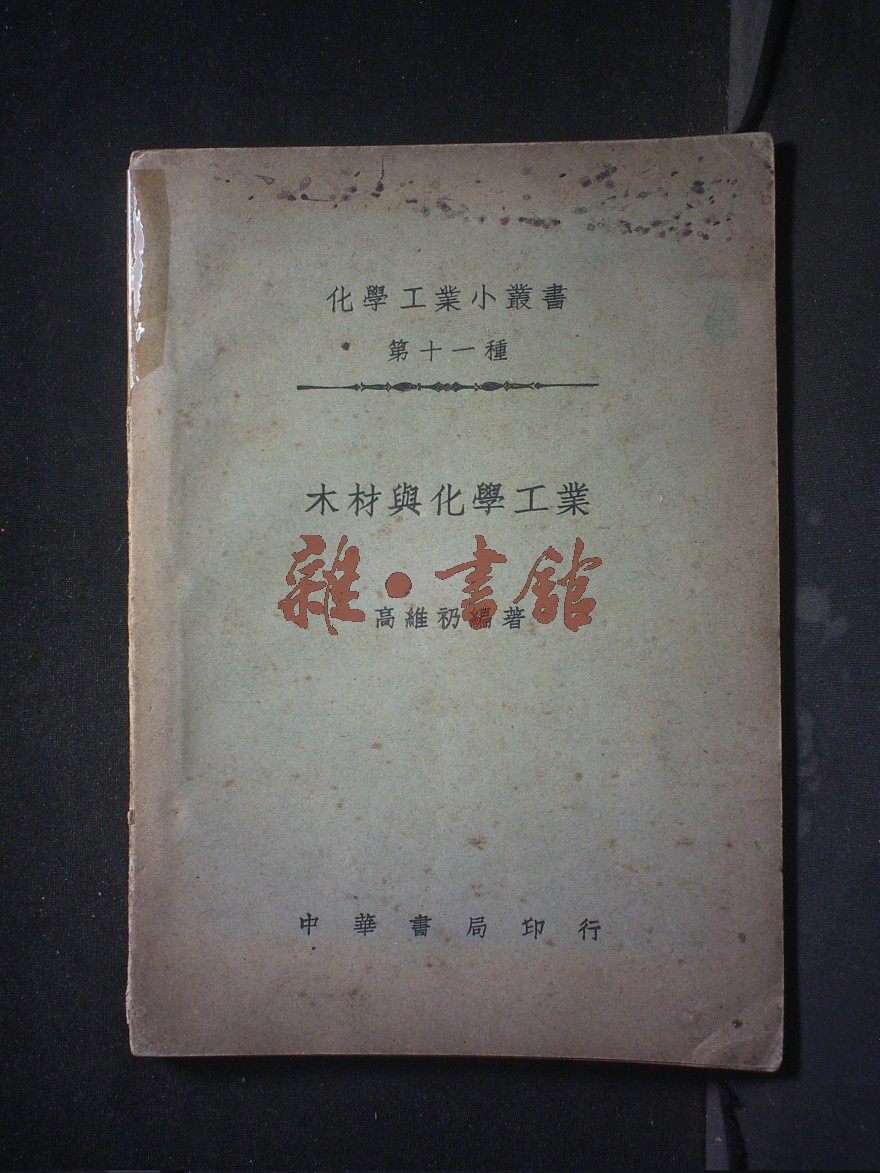 化學工業小叢書
第十一種
木材與化學工業
雜·書館
高維礽編著
中華書局印行